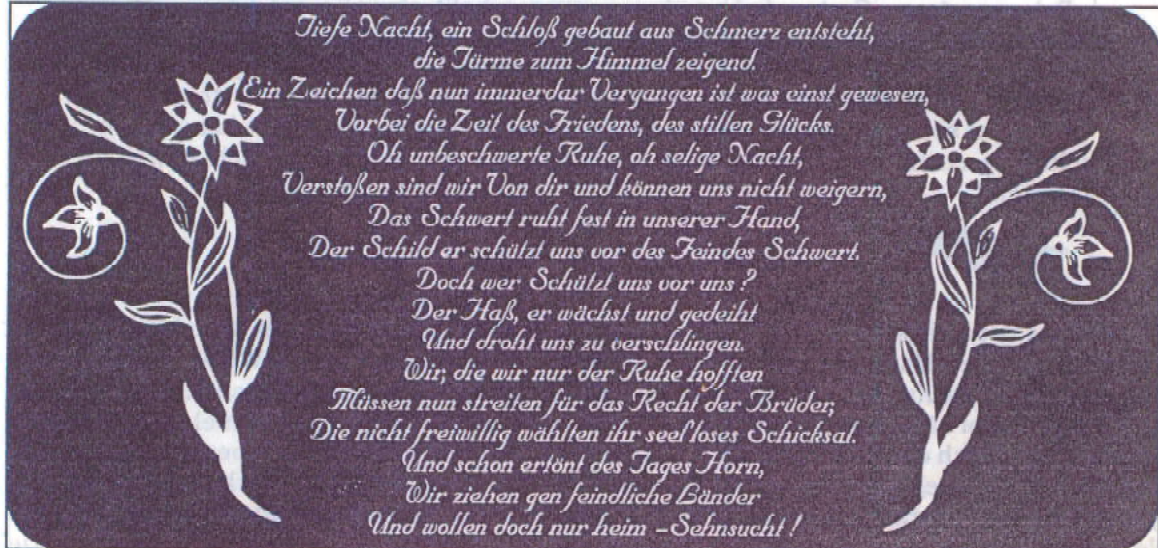 Tiefe Nacht, ein Schloß gebaut aus Schmerz entsteht,
die Türme zum Himmel zeigend.
Ein Zeichen daß nun immerdar Vergangen ist was einst gewesen,
Vorbei die Zeit des Friedens, des stillen Glücks.
Oh unbeschwerte Ruhe, oh selige Nacht,
Verstoßen sind wir Von dir und können uns nicht weigern,
Das Schwert ruht fest in unserer Hand,
Der Schild er schützt uns vor des Feindes Schwert.
Doch wer Schützt uns vor uns?
Der Haß, er wächst und gedeiht
Und droht uns zu verschlingen.
Wir, die wir nur der Ruhe hofften
Müssen nun streiten für das Recht der Brüder,
Die nicht freiwillig wählten ihr seel'loses Schicksal.
Und schon ertönt des Tages Horn,
Wir ziehen gen feindliche Länder
Und wollen doch nur heim – Sehnsucht!